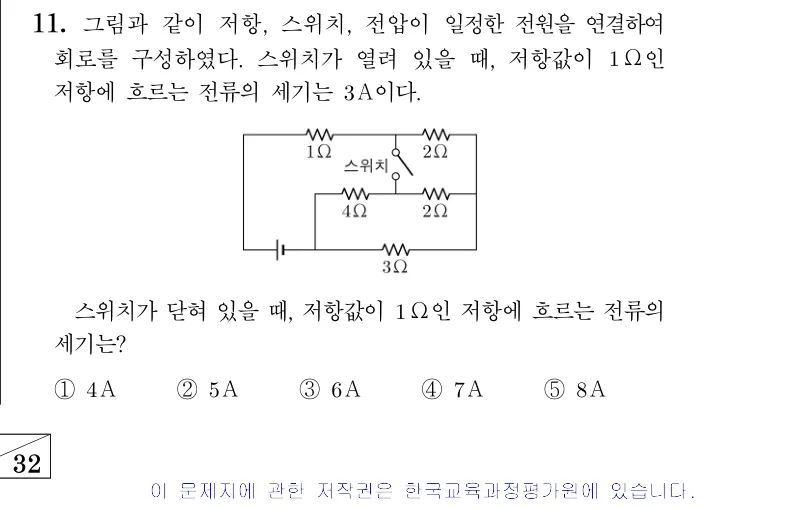 11. 그림과 같이 저항, 스위치, 전압이 일정한 전원을 연결하여
회로를 구성하였다. 스위치가 열려 있을 때, 저항값이 1Ω인
저항에 흐르는 전류의 세기는 3A이다.
1Ω
2Ω
스위치
4Ω
2Ω
3Ω
스위치가 닫혀 있을 때, 저항값이 1Ω인 저항에 흐르는 전류의
세기는?
① 4A ② 5A ③ 6A ④ 7A ⑤ 8A
32
이 문제지에 관한 저작권은 한국교육과정평가원에 있습니다.